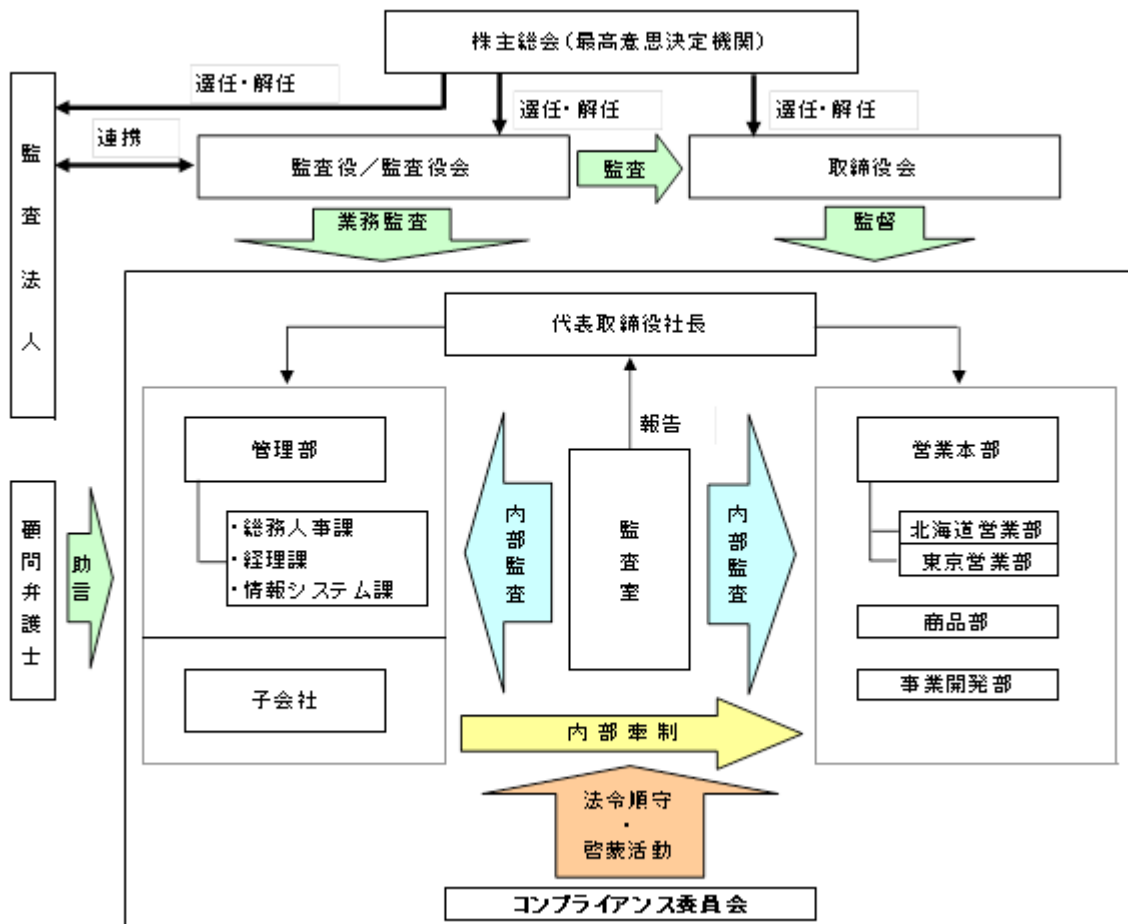 株主総会（最高意思決定機関）
選任・解任
選任・解任
選任・解任
監査法人
連携
監査役／監査役会
監査
取締役会
業務監査
監督
代表取締役社長
報告
管理部
・総務人事課
・経理課
・情報システム課
子会社
内部監査
監査室
内部監査
営業本部
北海道営業部
東京営業部
商品部
事業開発部
顧問弁護士
助言
内部牽制
法令順守
・
啓蒙活動
コンプライアンス委員会